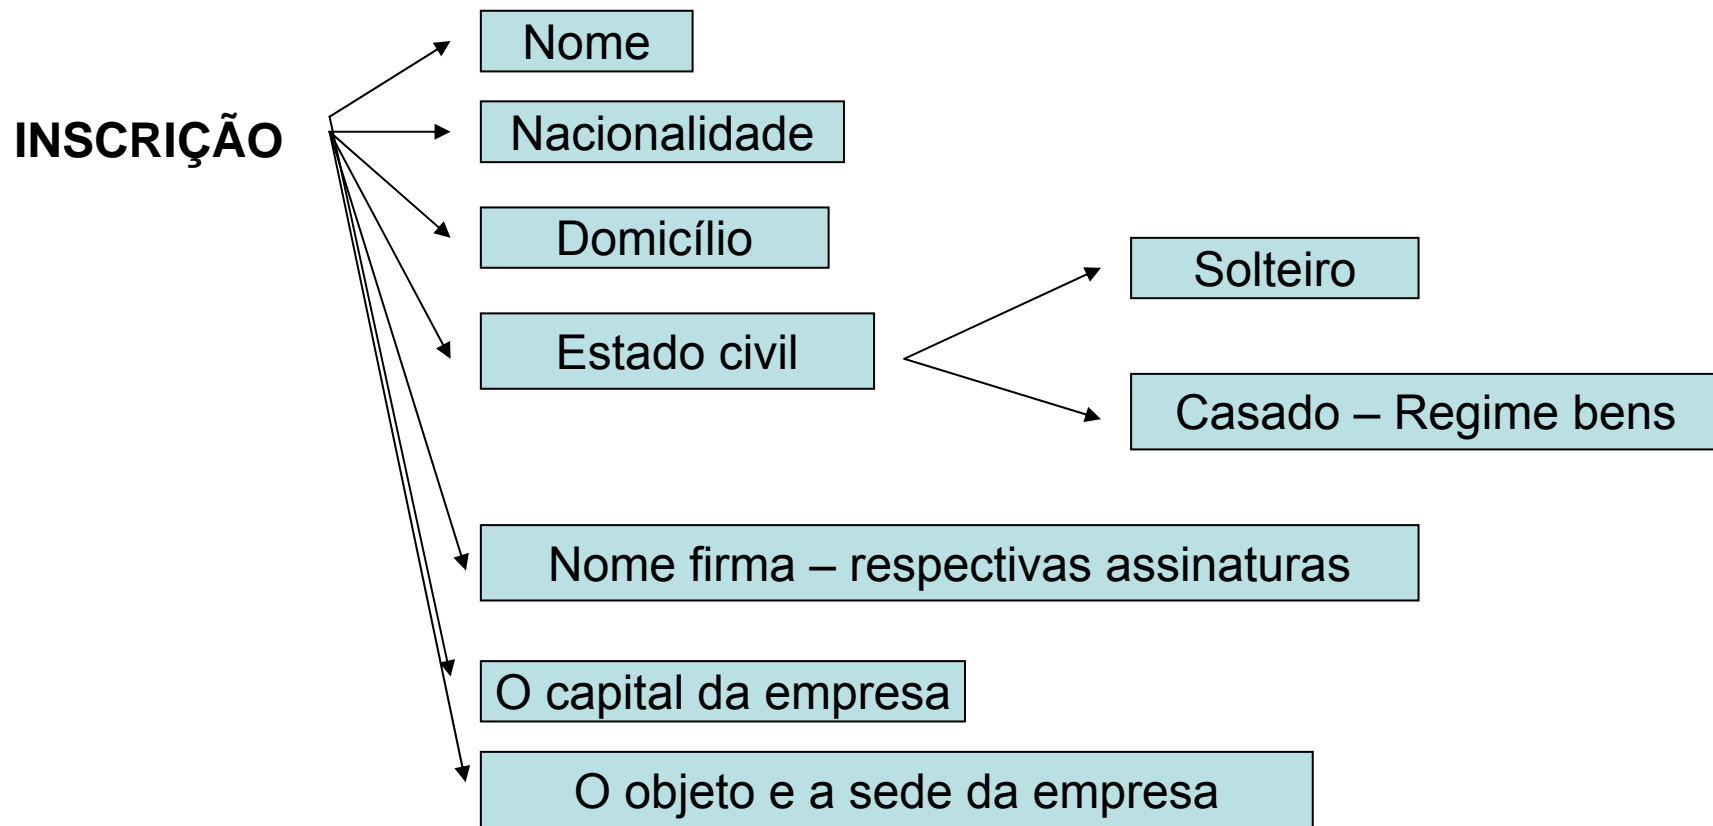 Nome
INSCRIÇÃO
Nacionalidade
Domicílio
Solteiro
Estado civil
Casado – Regime bens
Nome firma – respectivas assinaturas
O capital da empresa
O objeto e a sede da empresa